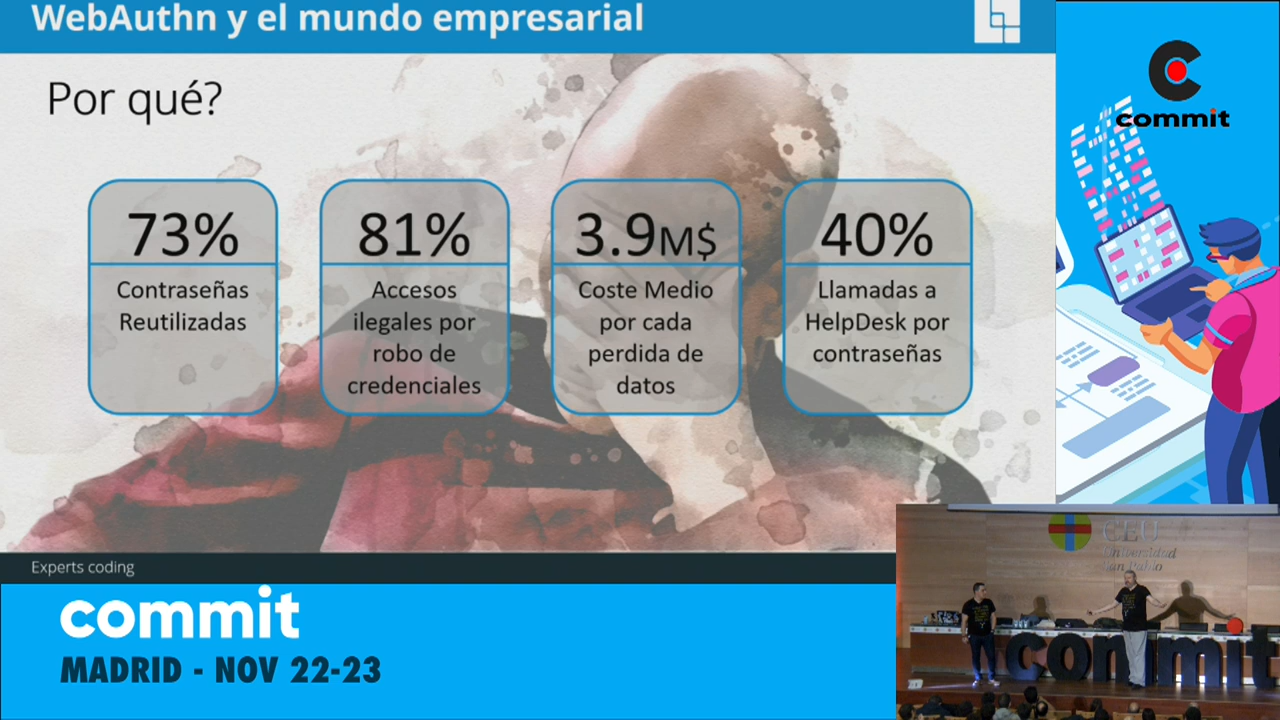 WebAuthn y el mundo empresarial
Por qué?
73%
Contraseñas
Reutilizadas
81%
Accesos
ilegales por
robo de
credenciales
3.9M$
Coste Medio
por cada
perdida de
datos
40%
Llamadas a
HelpDesk por
contraseñas
Experts coding
commit
MADRID - NOV 22-23
commit
CEU
Universidad
San Pablo
commit